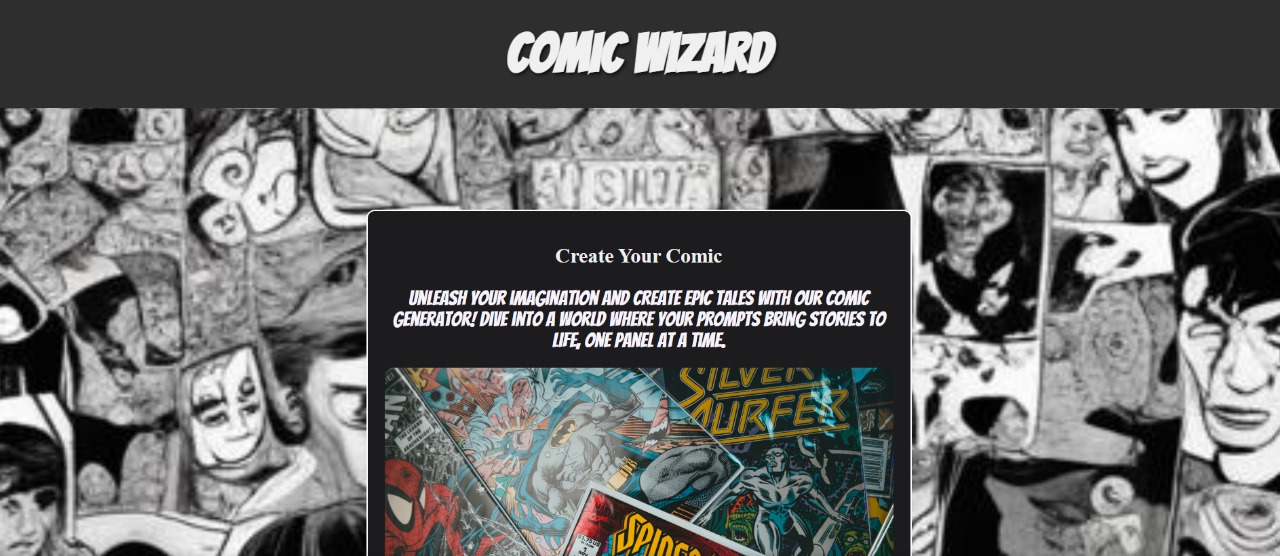 COMIC WIZARD
Create Your Comic
UNLEASH YOUR IMAGINATION AND CREATE EPIC TALES WITH OUR COMIC
GENERATOR! DIVE INTO A WORLD WHERE YOUR PROMPTS BRING STORIES TO
LIFE, ONE PANEL AT A TIME.
SILVER
SURFER